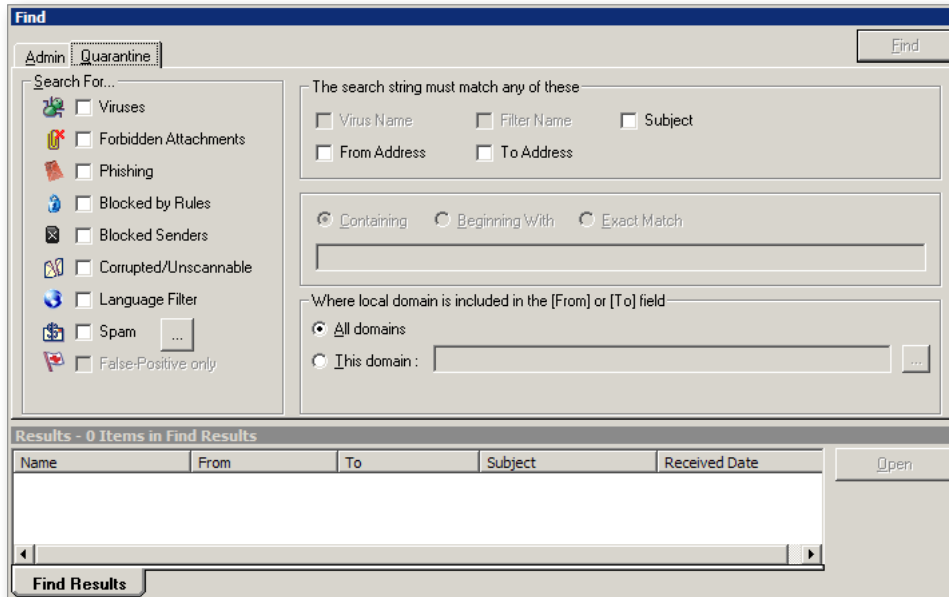 Find
Admin Quarantine Find
Search For...
Viruses
Forbidden Attachments
Phishing
Blocked by Rules
Blocked Senders
Corrupted/Unscannable
Language Filter
Spam ...
False-Positive only
The search string must match any of these
Virus Name Filter Name Subject
From Address To Address
Containing Beginning With Exact Match
Where local domain is included in the [From] or [To] field
All domains
This domain : ...
Results - 0 Items in Find Results
Name From To Subject Received Date Open
Find Results